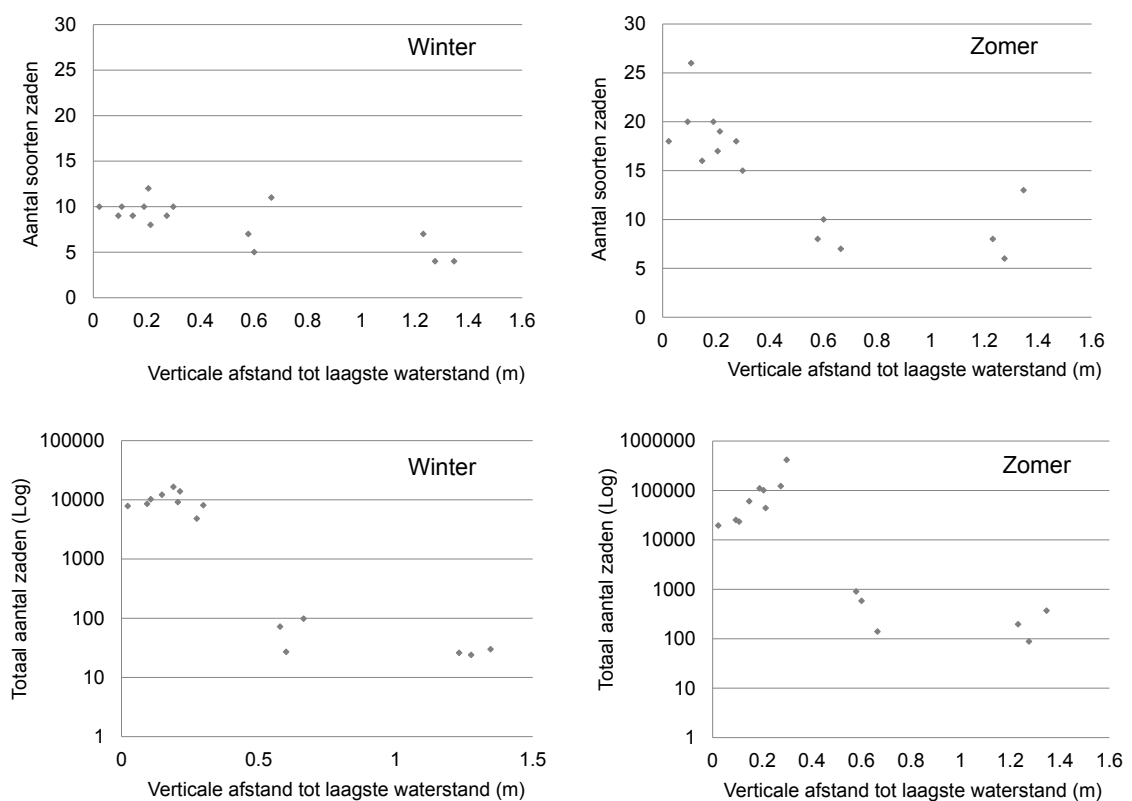 Winter
Aantal soorten zaden
30
25
20
15
10
5
0
0 0.2 0.4 0.6 0.8 1 1.2 1.4 1.6
Verticale afstand tot laagste waterstand (m)
Zomer
Aantal soorten zaden
30
25
20
15
10
5
0
0 0.2 0.4 0.6 0.8 1 1.2 1.4 1.6
Verticale afstand tot laagste waterstand (m)
Winter
Totaal aantal zaden (Log)
100000
10000
1000
100
10
1
0 0.5 1 1.5
Verticale afstand tot laagste waterstand (m)
Zomer
Totaal aantal zaden (Log)
1000000
100000
10000
1000
100
10
1
0 0.2 0.4 0.6 0.8 1 1.2 1.4 1.6
Verticale afstand tot laagste waterstand (m)